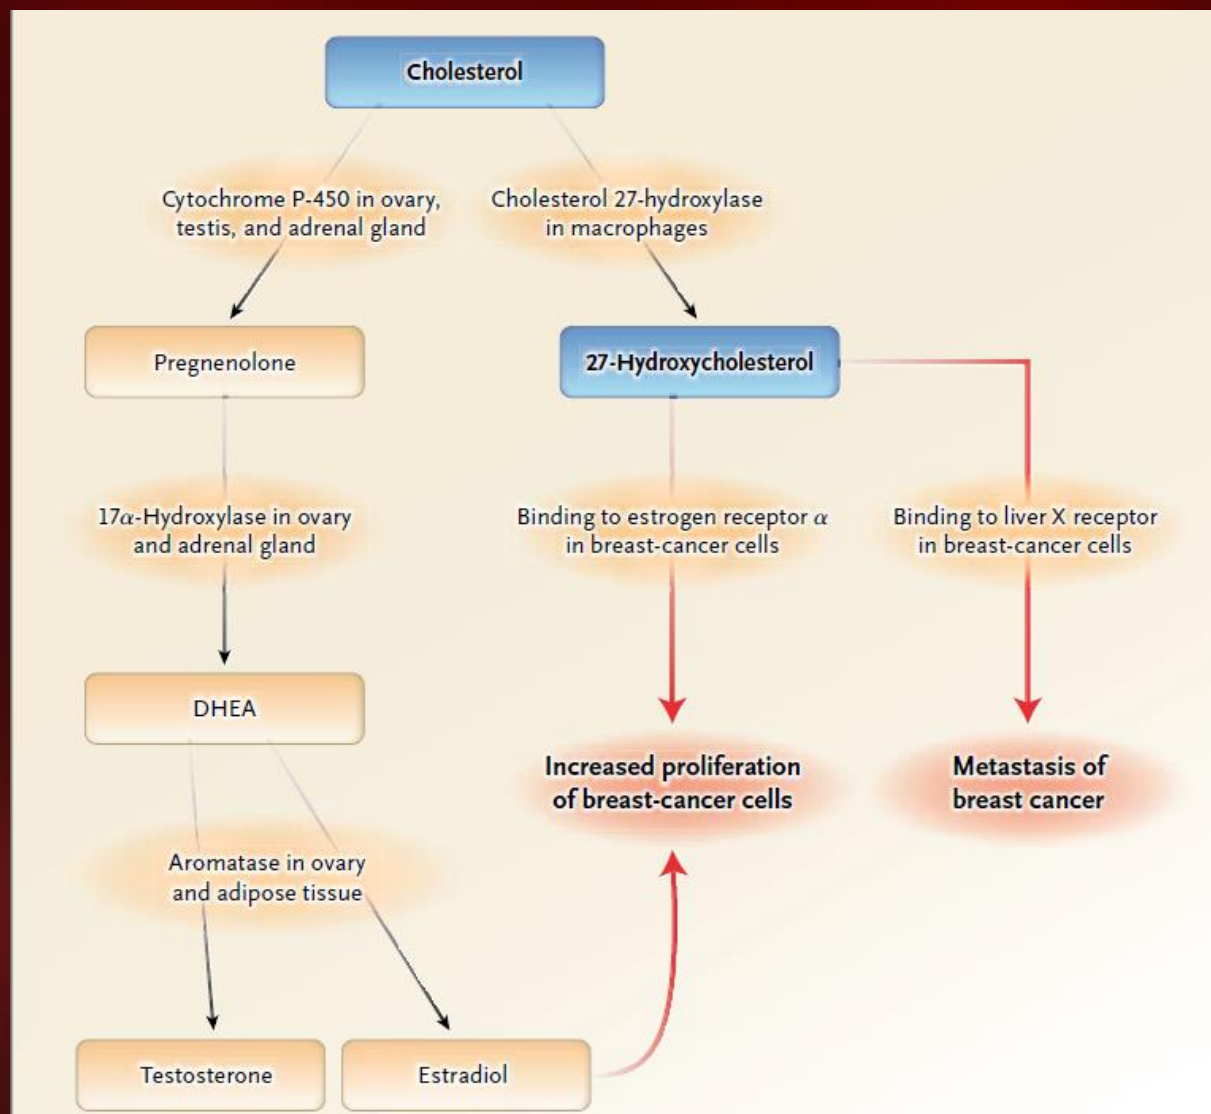 Cholesterol
Cytochrome P-450 in ovary,
testis, and adrenal gland
Cholesterol 27-hydroxylase
in macrophages
Pregnenolone
27-Hydroxycholesterol
17α-Hydroxylase in ovary
and adrenal gland
Binding to estrogen receptor α
in breast-cancer cells
Binding to liver X receptor
in breast-cancer cells
DHEA
Increased proliferation
of breast-cancer cells
Metastasis of
breast cancer
Aromatase in ovary
and adipose tissue
Testosterone
Estradiol